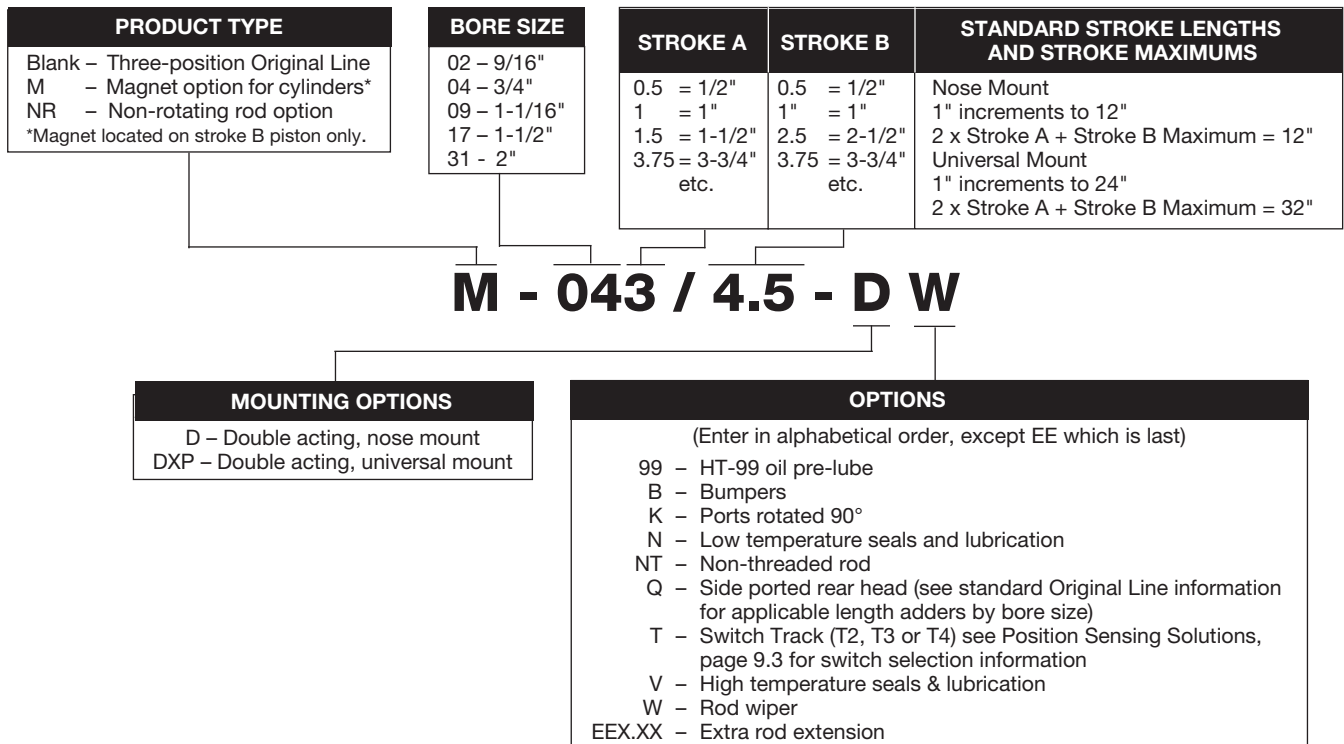 PRODUCT TYPE
Blank – Three-position Original Line
M – Magnet option for cylinders*
NR – Non-rotating rod option
*Magnet located on stroke B piston only.
BORE SIZE
02 – 9/16"
04 – 3/4"
09 – 1-1/16"
17 – 1-1/2"
31 - 2"
STROKE A
0.5 = 1/2"
1 = 1"
1.5 = 1-1/2"
3.75 = 3-3/4"
etc.
STROKE B
0.5 = 1/2"
1" = 1"
2.5 = 2-1/2"
3.75 = 3-3/4"
etc.
STANDARD STROKE LENGTHS
AND STROKE MAXIMUMS
Nose Mount
1" increments to 12"
2 x Stroke A + Stroke B Maximum = 12"
Universal Mount
1" increments to 24"
2 x Stroke A + Stroke B Maximum = 32"
M - 043 / 4.5 - D W
MOUNTING OPTIONS
D – Double acting, nose mount
DXP – Double acting, universal mount
OPTIONS
(Enter in alphabetical order, except EE which is last)
99 – HT-99 oil pre-lube
B – Bumpers
K – Ports rotated 90°
N – Low temperature seals and lubrication
NT – Non-threaded rod
Q – Side ported rear head (see standard Original Line information
for applicable length adders by bore size)
T – Switch Track (T2, T3 or T4) see Position Sensing Solutions,
page 9.3 for switch selection information
V – High temperature seals & lubrication
W – Rod wiper
EEX.XX – Extra rod extension